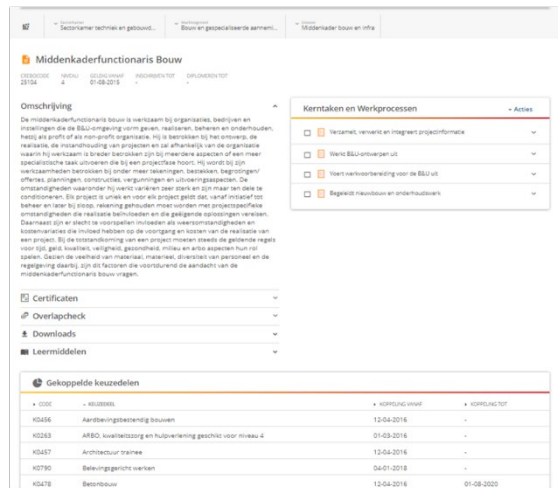 Sectorkamer techniek en gebouwd...
Bouw en gespecialiseerde aannemi...
Middenkader bouw en infra
Middenkaderfunctionaris Bouw
CREBOCODE NIVEAU GELDIG VANAF INSCHRIJVEN TOT DIPLOMEREN TOT
25104 4 01-08-2015 - -
Omschrijving
De middenkaderfunctionaris bouw is werkzaam bij organisaties, bedrijven en
instellingen die de B&U-omgeving vorm geven, realiseren, beheren en onderhouden,
hetzij als profit of als non-profit organisatie. Hij is betrokken bij het ontwerp, de
realisatie, de instandhouding van projecten en zal afhankelijk van de organisatie
waarin hij werkzaam is breder betrokken zijn bij meerdere aspecten of een meer
specialistische taak uitvoeren die bij een projectfase hoort. Hij wordt bij zijn
werkzaamheden betrokken bij onder meer tekeningen, bestekken, begrotingen/
offertes, planningen, constructies, vergunningen en uitvoeringsaspecten. De
omstandigheden waaronder hij werkt variëren zeer sterk en zijn maar ten dele te
conditioneren. Elk project is uniek en voor elk project geldt dat, vanaf initiatief tot
beheer en later bij sloop, rekening gehouden moet worden met projectspecifieke
omstandigheden die realisatie beïnvloeden en die geëigende oplossingen vereisen.
Daarnaast zijn er slecht te voorspellen invloeden als weersomstandigheden en
kostenvariaties die invloed hebben op de voortgang en kosten van de realisatie van
een project. Bij de totstandkoming van een project moeten steeds de geldende regels
voor tijd, geld, kwaliteit, veiligheid, gezondheid, milieu en arbo aspecten hun rol
spelen. Gezien de veelheid van materiaal, materieel, diversiteit van personeel en de
regelgeving daarbij, zijn dit factoren die voortdurend de aandacht van de
middenkaderfunctionaris bouw vragen.
Certificaten
Overlapcheck
Downloads
Leermiddelen
Kerntaken en Werkprocessen Acties
Verzamelt, verwerkt en integreert projectinformatie
Werkt B&U-ontwerpen uit
Voert werkvoorbereiding voor de B&U uit
Begeleidt nieuwbouw en onderhoudswerk
Gekoppelde keuzedelen
CODE KEUZEDEEL KOPPELING VANAF KOPPELING TOT
K0456 Aardbevingsbestendig bouwen 12-04-2016 -
K0263 ARBO, kwaliteitszorg en hulpverlening geschikt voor niveau 4 01-03-2016 -
K0457 Architectuur trainee 12-04-2016 -
K0790 Belevingsgericht werken 04-01-2018 -
K0478 Betonbouw 12-04-2016 01-08-2020